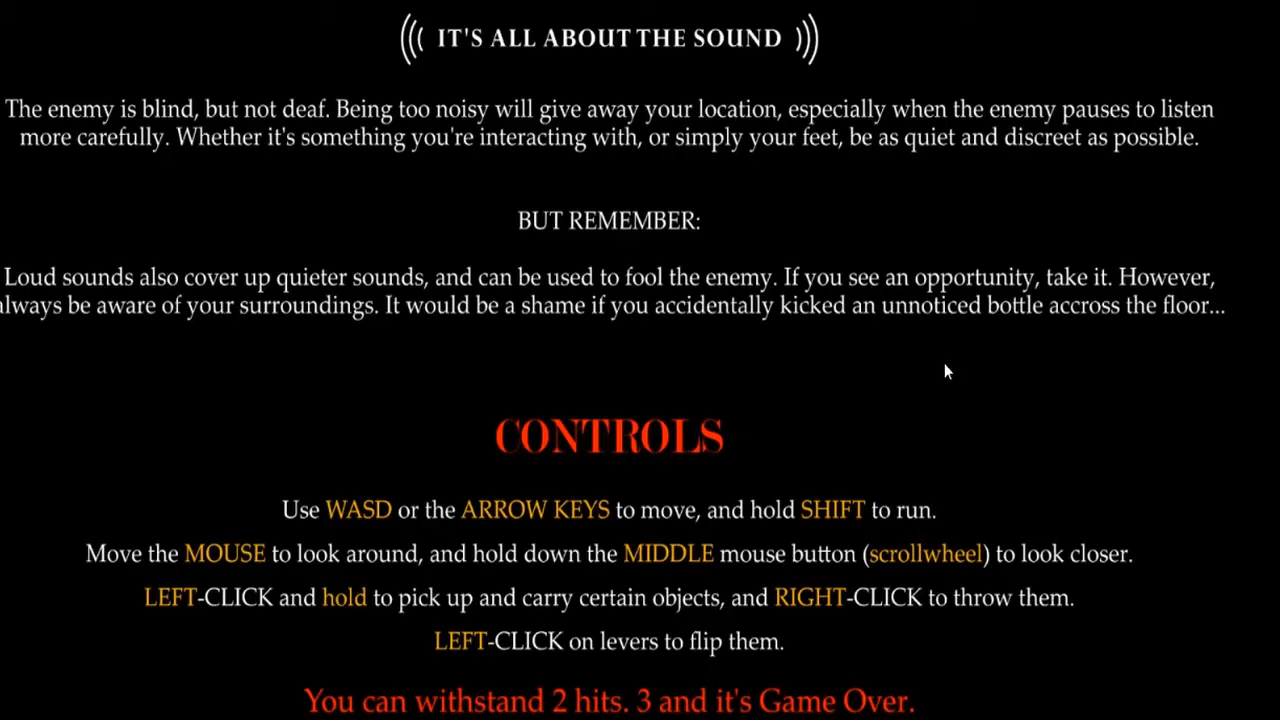 IT'S ALL ABOUT THE SOUND
The enemy is blind, but not deaf. Being too noisy will give away your location, especially when the enemy pauses to listen
more carefully. Whether it's something you're interacting with, or simply your feet, be as quiet and discreet as possible.
BUT REMEMBER:
Loud sounds also cover up quieter sounds, and can be used to fool the enemy. If you see an opportunity, take it. However,
always be aware of your surroundings. It would be a shame if you accidentally kicked an unnoticed bottle accross the floor...
CONTROLS
Use WASD or the ARROW KEYS to move, and hold SHIFT to run.
Move the MOUSE to look around, and hold down the MIDDLE mouse button (scrollwheel) to look closer.
LEFT-CLICK and hold to pick up and carry certain objects, and RIGHT-CLICK to throw them.
LEFT-CLICK on levers to flip them.
You can withstand 2 hits. 3 and it's Game Over.